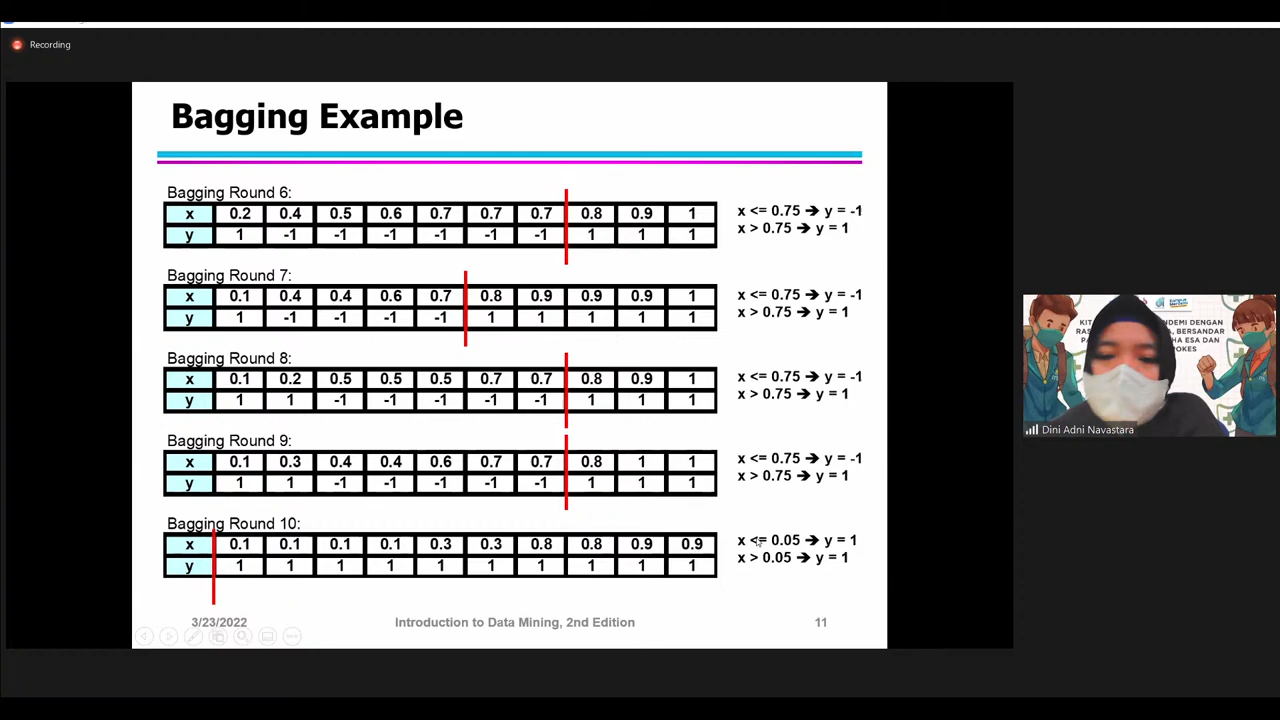 Recording
Bagging Example
Bagging Round 6:
x 0.2 0.4 0.5 0.6 0.7 0.7 0.7 0.8 0.9 1
y 1 -1 -1 -1 -1 -1 -1 1 1 1
x <= 0.75 ➔ y = -1
x > 0.75 ➔ y = 1
Bagging Round 7:
x 0.1 0.4 0.4 0.6 0.7 0.8 0.9 0.9 0.9 1
y 1 -1 -1 -1 -1 1 1 1 1 1
x <= 0.75 ➔ y = -1
x > 0.75 ➔ y = 1
Bagging Round 8:
x 0.1 0.2 0.5 0.5 0.5 0.7 0.7 0.8 0.9 1
y 1 1 -1 -1 -1 -1 -1 1 1 1
x <= 0.75 ➔ y = -1
x > 0.75 ➔ y = 1
Bagging Round 9:
x 0.1 0.3 0.4 0.4 0.6 0.7 0.7 0.8 1 1
y 1 1 -1 -1 -1 -1 -1 1 1 1
x <= 0.75 ➔ y = -1
x > 0.75 ➔ y = 1
Bagging Round 10:
x 0.1 0.1 0.1 0.1 0.3 0.3 0.8 0.8 0.9 0.9
y 1 1 1 1 1 1 1 1 1 1
x <= 0.05 ➔ y = 1
x > 0.05 ➔ y = 1
3/23/2022 Introduction to Data Mining, 2nd Edition 11
DEMI DENGAN
BERSANDAR
ESA DAN
Dini Adni Navastara